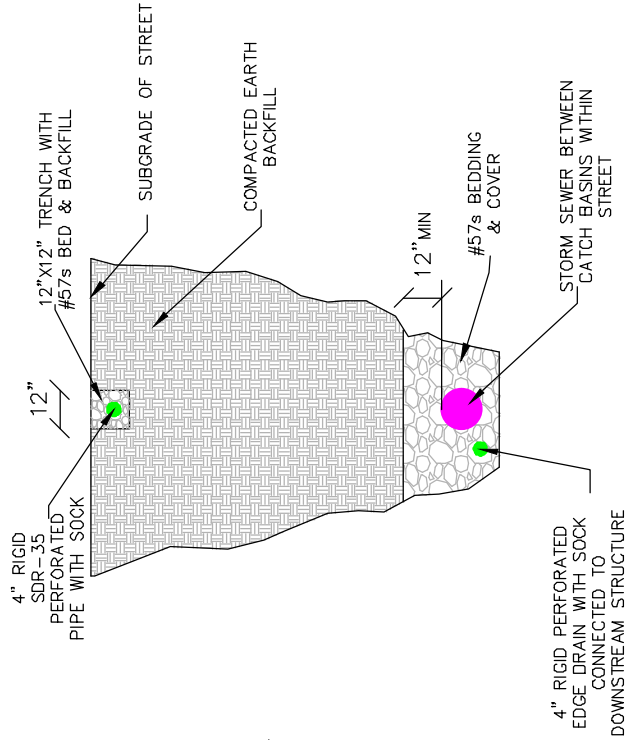 4" RIGID
SDR-35
PERFORATED
PIPE WITH SOCK
12"
12"X12" TRENCH WITH
#57s BED & BACKFILL
SUBGRADE OF STREET
COMPACTED EARTH
BACKFILL
12" MIN
#57s BEDDING
& COVER
STORM SEWER BETWEEN
CATCH BASINS WITHIN
STREET
4" RIGID PERFORATED
EDGE DRAIN WITH SOCK
CONNECTED TO
DOWNSTREAM STRUCTURE